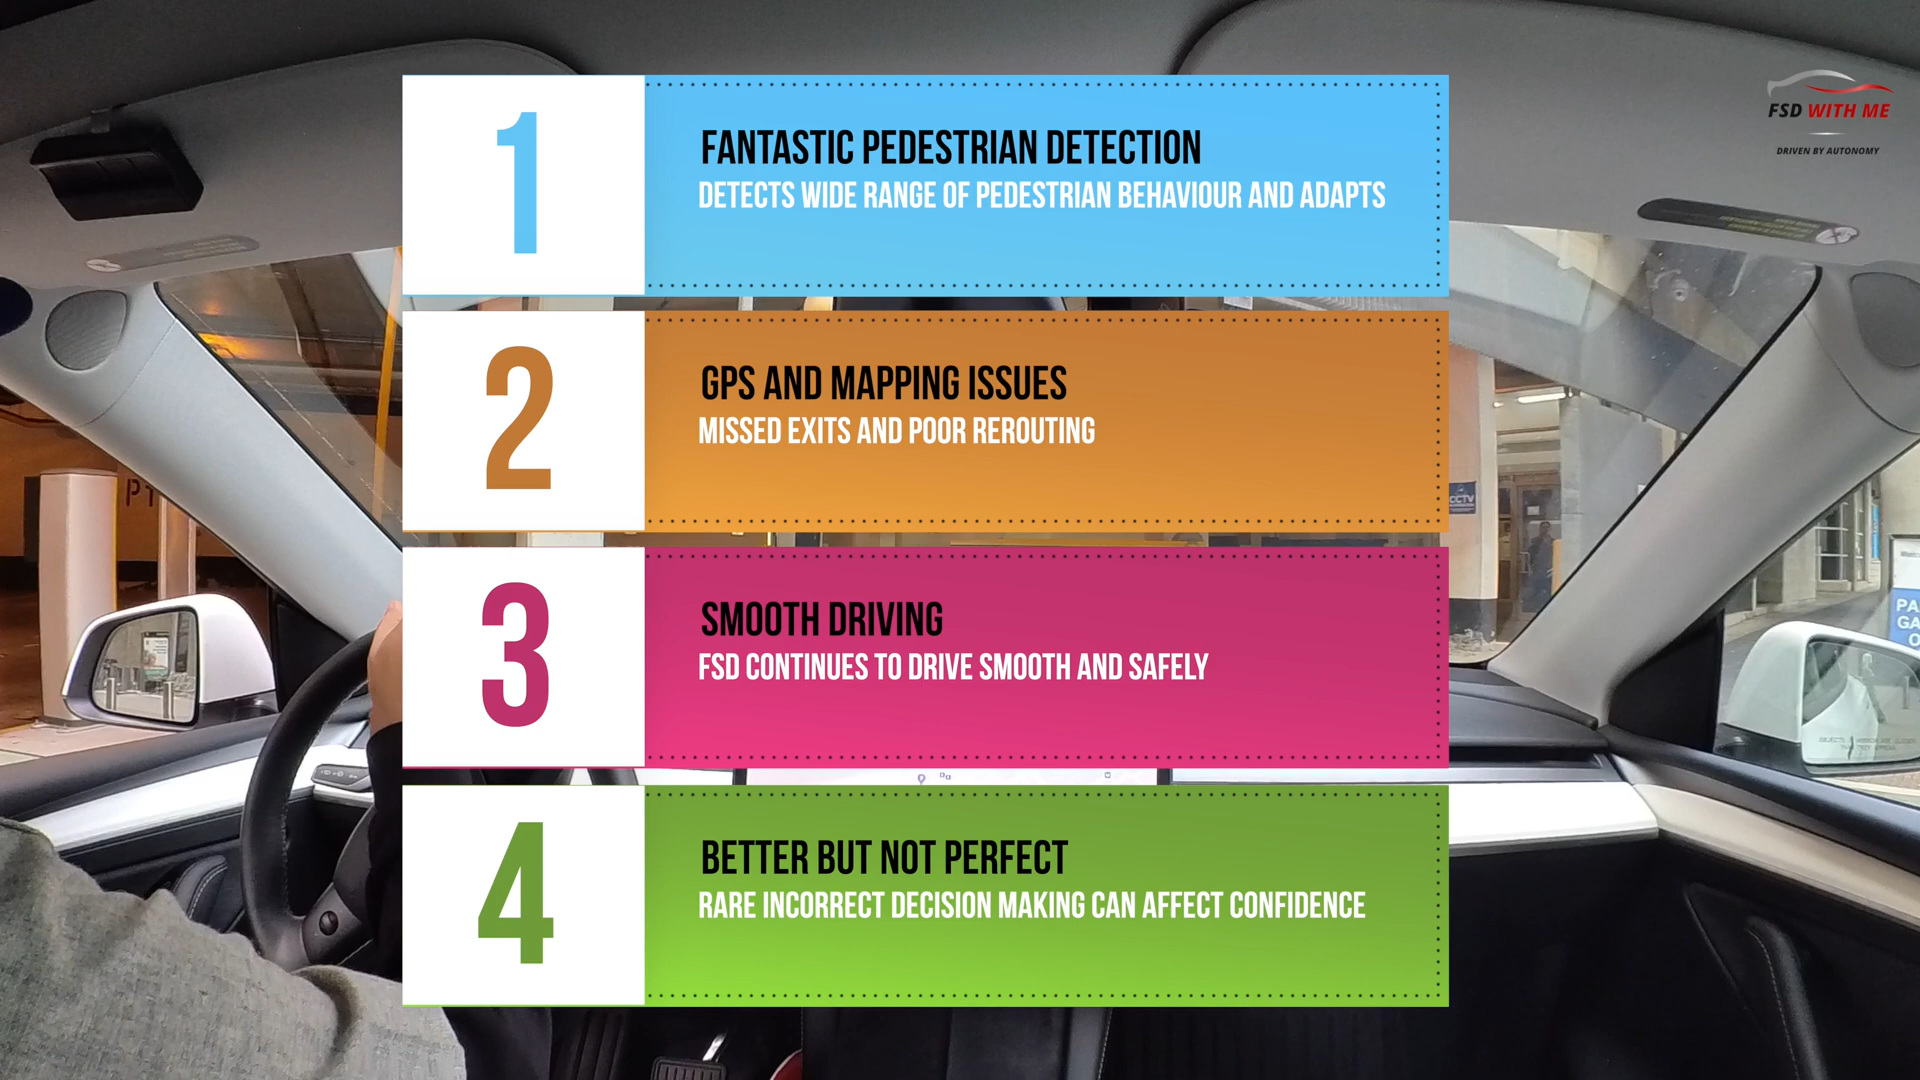 1
FANTASTIC PEDESTRIAN DETECTION
DETECTS WIDE RANGE OF PEDESTRIAN BEHAVIOUR AND ADAPTS
2
GPS AND MAPPING ISSUES
MISSED EXITS AND POOR REROUTING
3
SMOOTH DRIVING
FSD CONTINUES TO DRIVE SMOOTH AND SAFELY
4
BETTER BUT NOT PERFECT
RARE INCORRECT DECISION MAKING CAN AFFECT CONFIDENCE
FSD WITH ME
DRIVEN BY AUTONOMY
CCTV